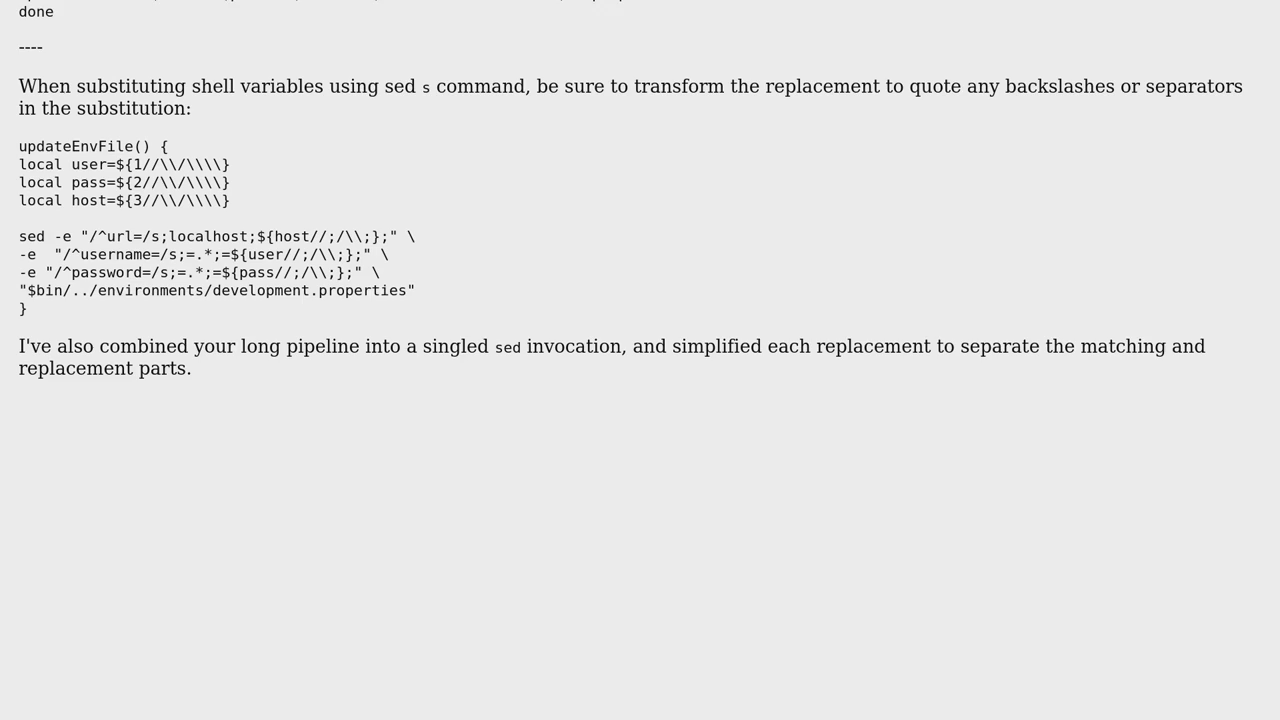 done
----
When substituting shell variables using sed s command, be sure to transform the replacement to quote any backslashes or separators
in the substitution:
updateEnvFile() {
local user=${1//\\/\\\\}
local pass=${2//\\/\\\\}
local host=${3//\\/\\\\}
sed -e "/^url=/s;localhost;${host//;/\\;};" \
-e  "/^username=/s;=.*;=${user//;/\\;};" \
-e "/^password=/s;=.*;=${pass//;/\\;};" \
"$bin/../environments/development.properties"
}
I've also combined your long pipeline into a singled sed invocation, and simplified each replacement to separate the matching and
replacement parts.